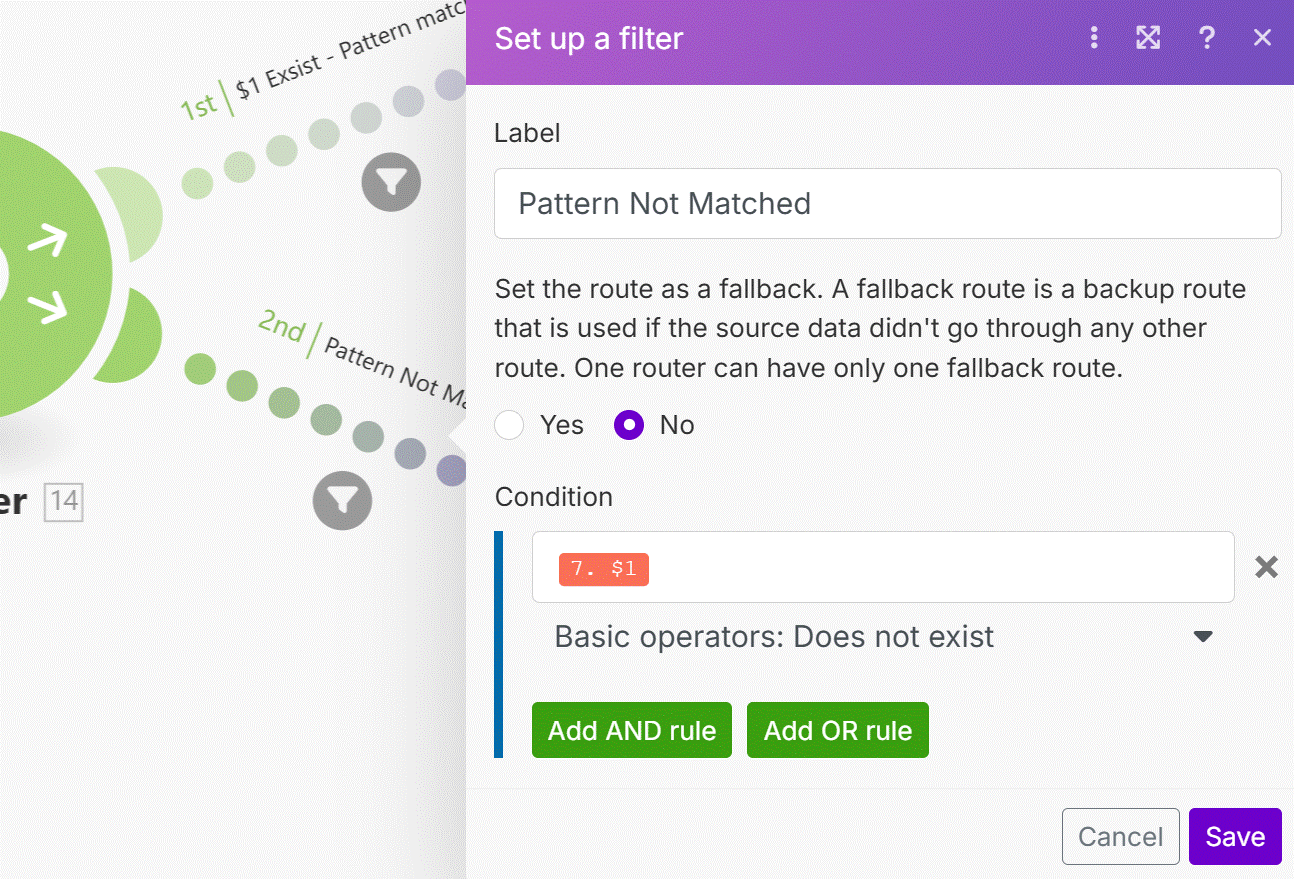 1st
$1 Exsist - Pattern matc
2nd
Pattern Not Ma
er 14
Set up a filter
?
Label
Pattern Not Matched
Set the route as a fallback. A fallback route is a backup route
that is used if the source data didn't go through any other
route. One router can have only one fallback route.
Yes No
Condition
7. $1
Basic operators: Does not exist
Add AND rule Add OR rule
Cancel Save